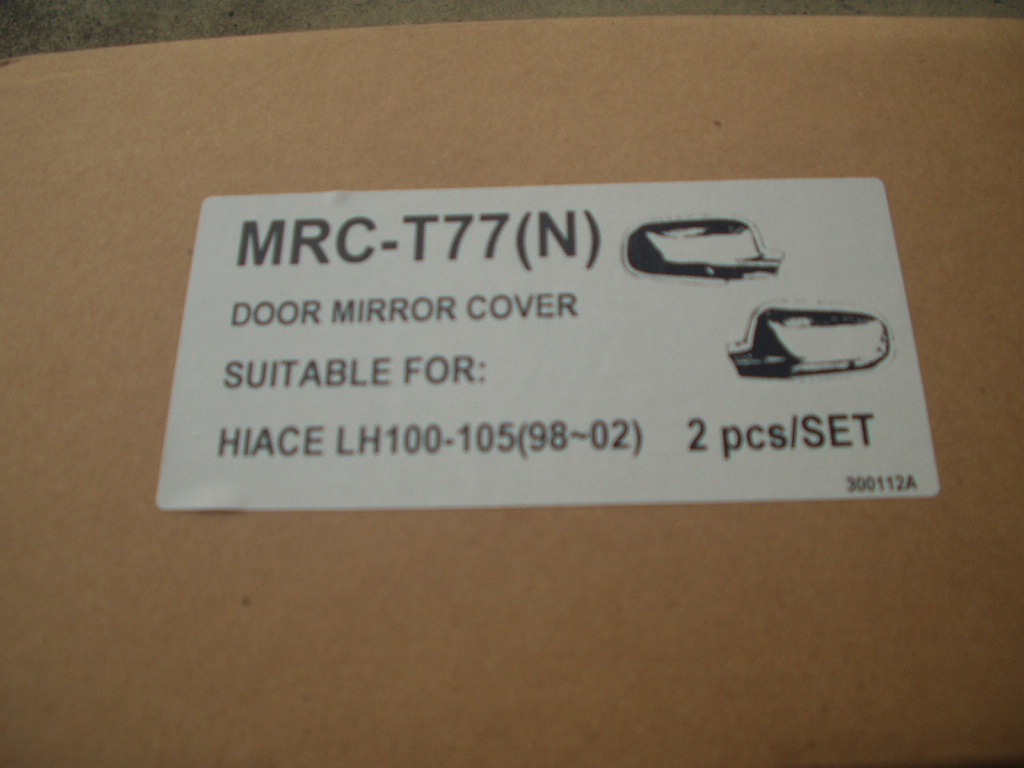 MRC-T77(N)
DOOR MIRROR COVER
SUITABLE FOR:
HIACE LH100-105(98~02) 2 pcs/SET
300112A